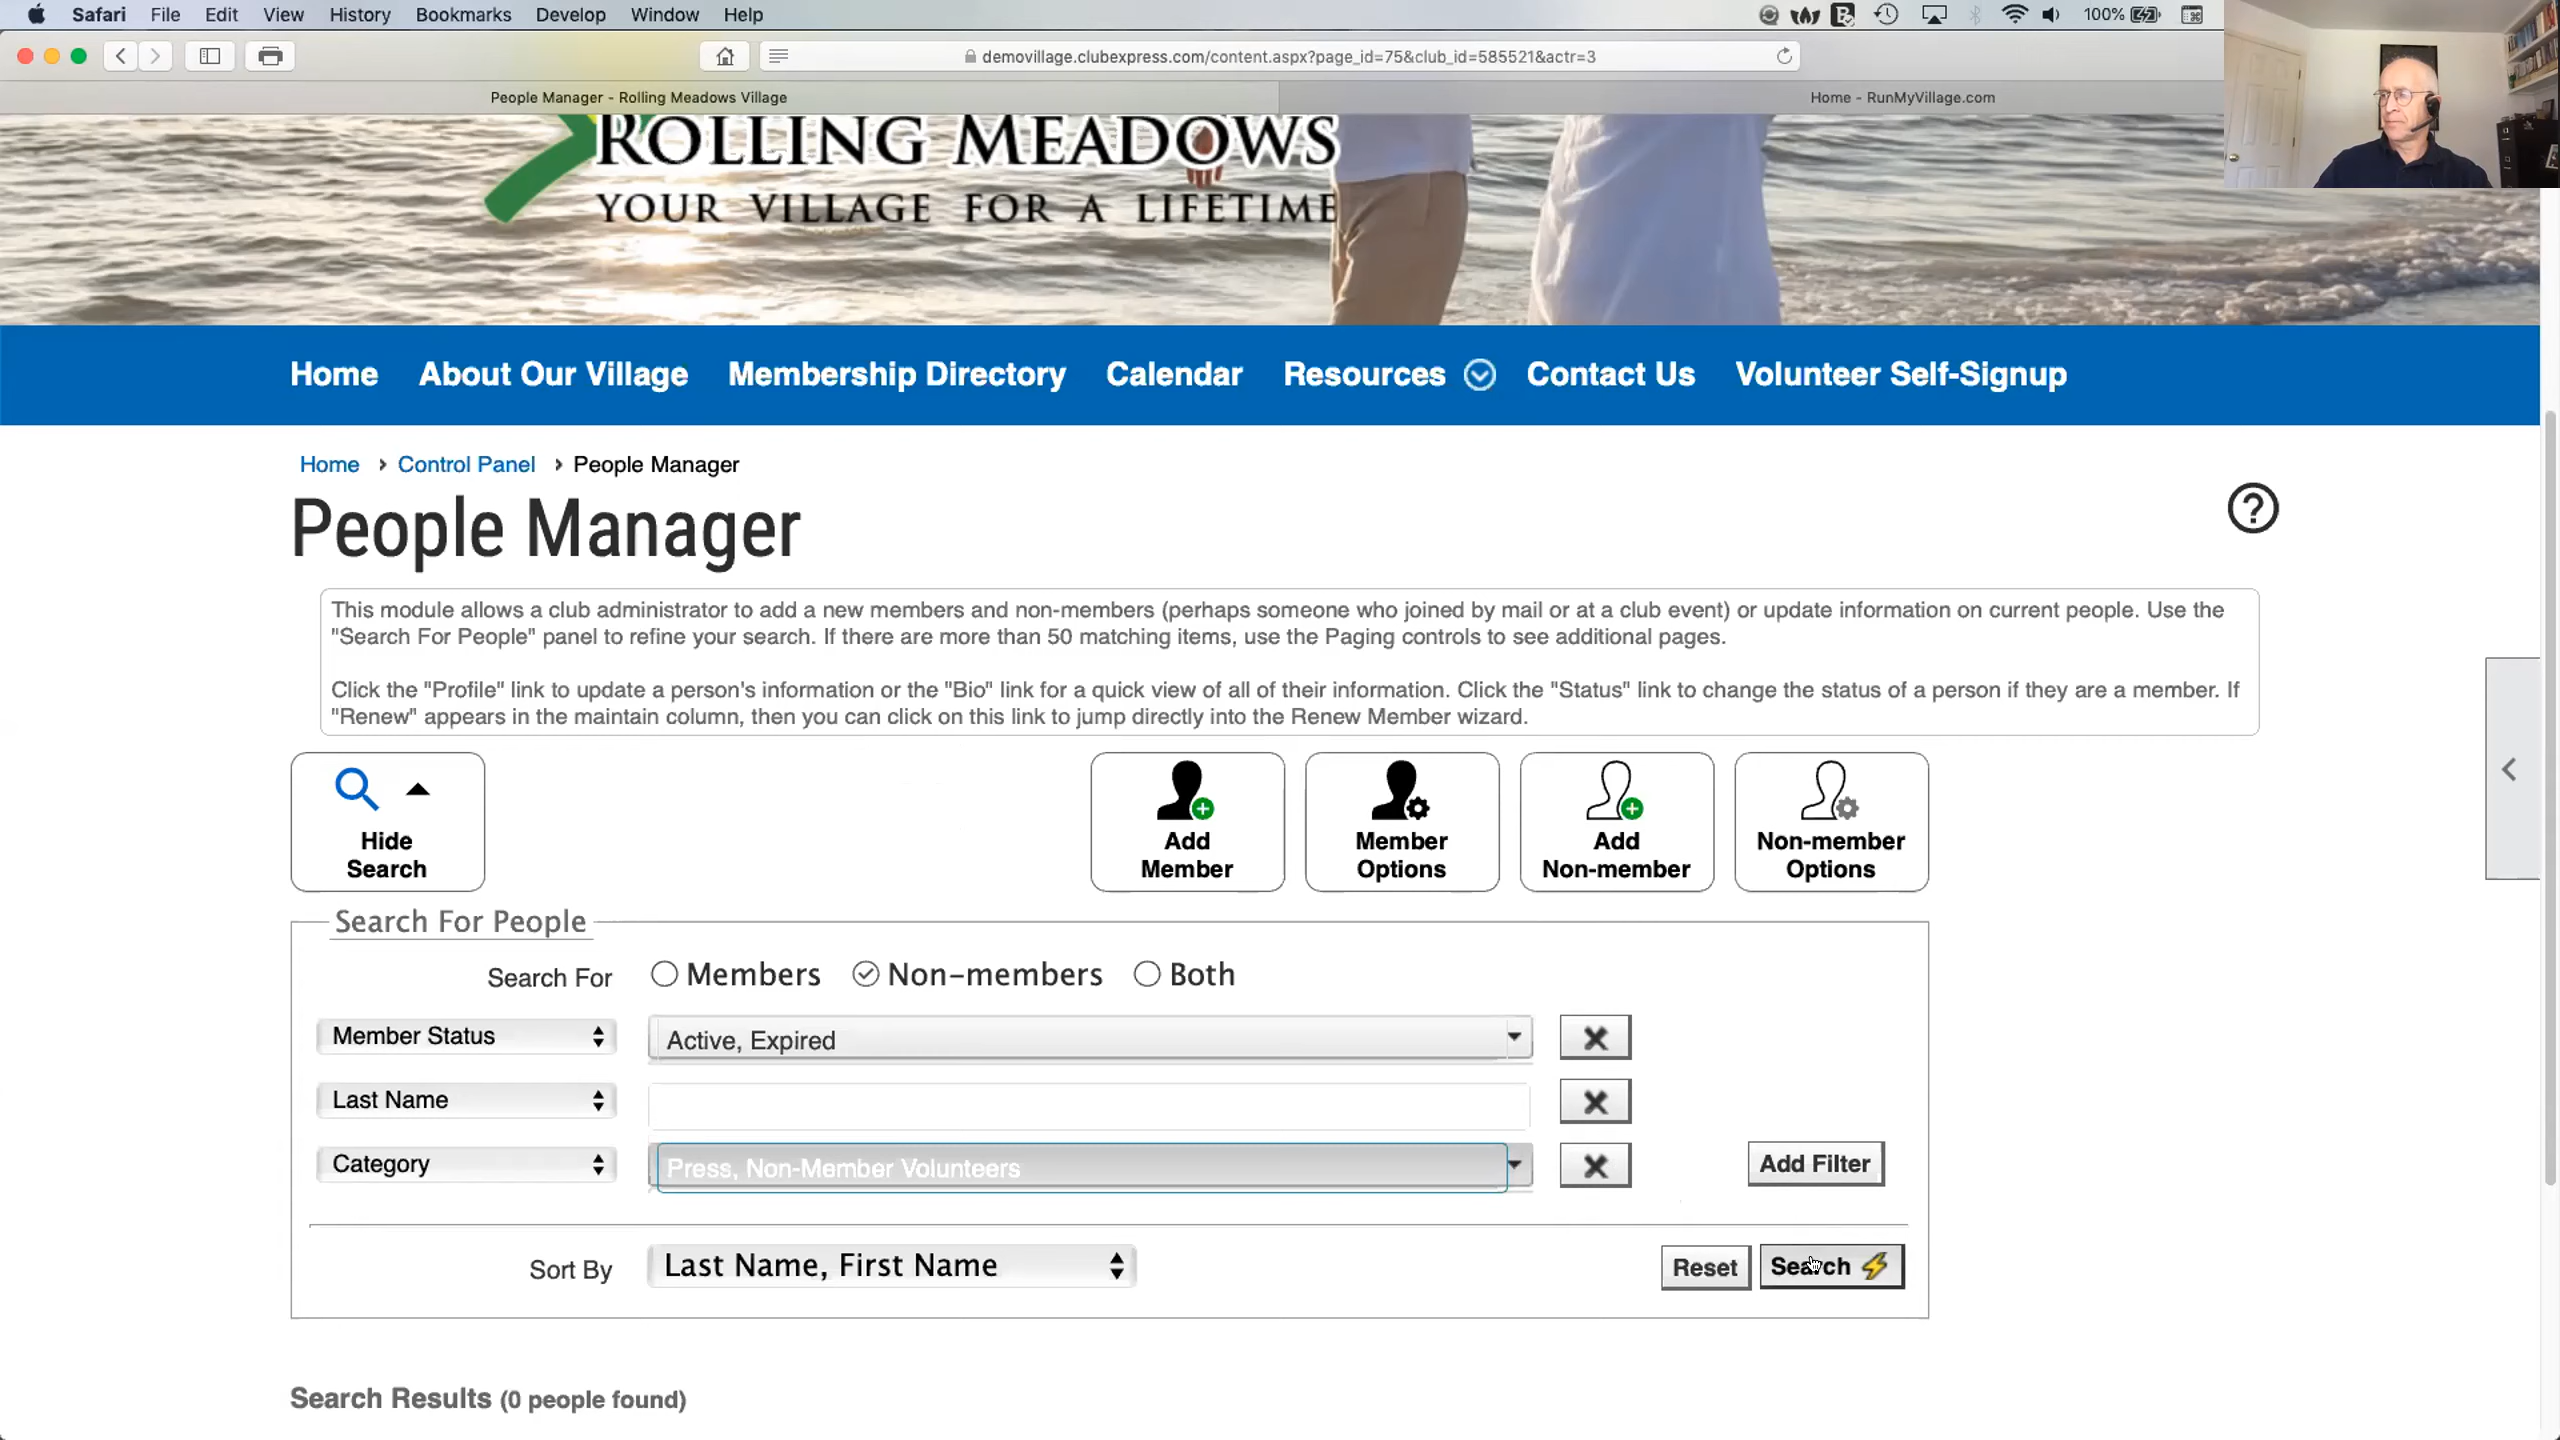 Safari File Edit View History Bookmarks Develop Window Help 100%
demovillage.clubexpress.com/content.aspx?page_id=75&club_id=585521&actr=3
People Manager - Rolling Meadows Village
Home - RunMyVillage.com
ROLLING MEADOWS
YOUR VILLAGE FOR A LIFETIME
Home About Our Village Membership Directory Calendar Resources Contact Us Volunteer Self-Signup
Home › Control Panel › People Manager
People Manager
This module allows a club administrator to add a new members and non-members (perhaps someone who joined by mail or at a club event) or update information on current people. Use the
"Search For People" panel to refine your search. If there are more than 50 matching items, use the Paging controls to see additional pages.
Click the "Profile" link to update a person's information or the "Bio" link for a quick view of all of their information. Click the "Status" link to change the status of a person if they are a member. If
"Renew" appears in the maintain column, then you can click on this link to jump directly into the Renew Member wizard.
Hide
Search
Add
Member
Member
Options
Add
Non-member
Non-member
Options
Search For People
Search For Members Non-members Both
Member Status Active, Expired
Last Name
Category Press, Non-Member Volunteers
Add Filter
Sort By Last Name, First Name
Reset Search
Search Results (0 people found)